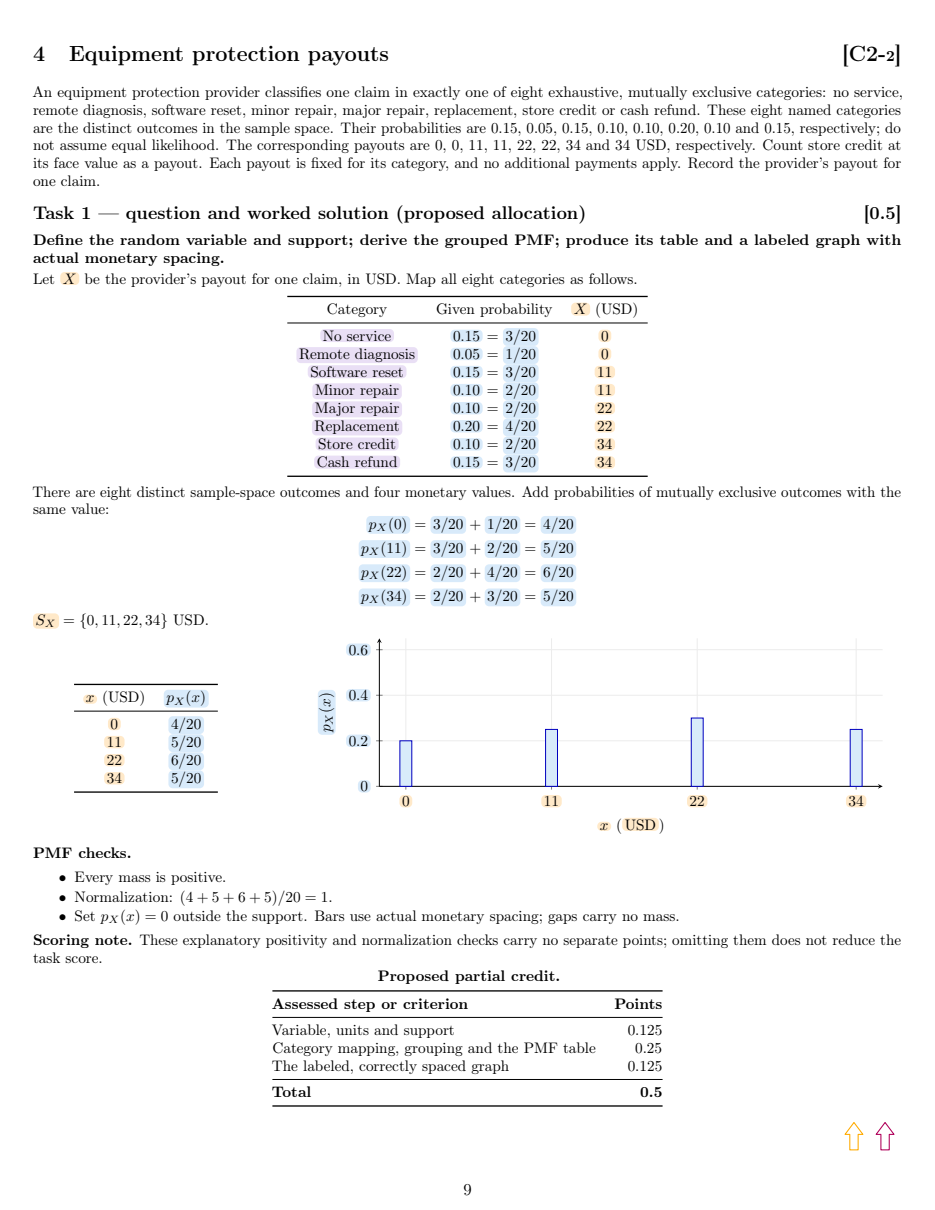 4 Equipment protection payouts [C2-2]
An equipment protection provider classifies one claim in exactly one of eight exhaustive, mutually exclusive categories: no service,
remote diagnosis, software reset, minor repair, major repair, replacement, store credit or cash refund. These eight named categories
are the distinct outcomes in the sample space. Their probabilities are 0.15, 0.05, 0.15, 0.10, 0.10, 0.20, 0.10 and 0.15, respectively; do
not assume equal likelihood. The corresponding payouts are 0, 0, 11, 11, 22, 22, 34 and 34 USD, respectively. Count store credit at
its face value as a payout. Each payout is fixed for its category, and no additional payments apply. Record the provider's payout for
one claim.
Task 1 — question and worked solution (proposed allocation) [0.5]
Define the random variable and support; derive the grouped PMF; produce its table and a labeled graph with
actual monetary spacing.
Let X be the provider's payout for one claim, in USD. Map all eight categories as follows.
Category Given probability X (USD)
No service 0.15 = 3/20 0
Remote diagnosis 0.05 = 1/20 0
Software reset 0.15 = 3/20 11
Minor repair 0.10 = 2/20 11
Major repair 0.10 = 2/20 22
Replacement 0.20 = 4/20 22
Store credit 0.10 = 2/20 34
Cash refund 0.15 = 3/20 34
There are eight distinct sample-space outcomes and four monetary values. Add probabilities of mutually exclusive outcomes with the
same value:
p_X(0) = 3/20 + 1/20 = 4/20
p_X(11) = 3/20 + 2/20 = 5/20
p_X(22) = 2/20 + 4/20 = 6/20
p_X(34) = 2/20 + 3/20 = 5/20
S_X = {0, 11, 22, 34} USD.
x (USD) p_X(x)
0 4/20
11 5/20
22 6/20
34 5/20
p_X(x)
0.6
0.4
0.2
0
0 11 22 34
x (USD)
PMF checks.
• Every mass is positive.
• Normalization: (4 + 5 + 6 + 5)/20 = 1.
• Set p_X(x) = 0 outside the support. Bars use actual monetary spacing; gaps carry no mass.
Scoring note. These explanatory positivity and normalization checks carry no separate points; omitting them does not reduce the
task score.
Proposed partial credit.
Assessed step or criterion Points
Variable, units and support 0.125
Category mapping, grouping and the PMF table 0.25
The labeled, correctly spaced graph 0.125
Total 0.5
9